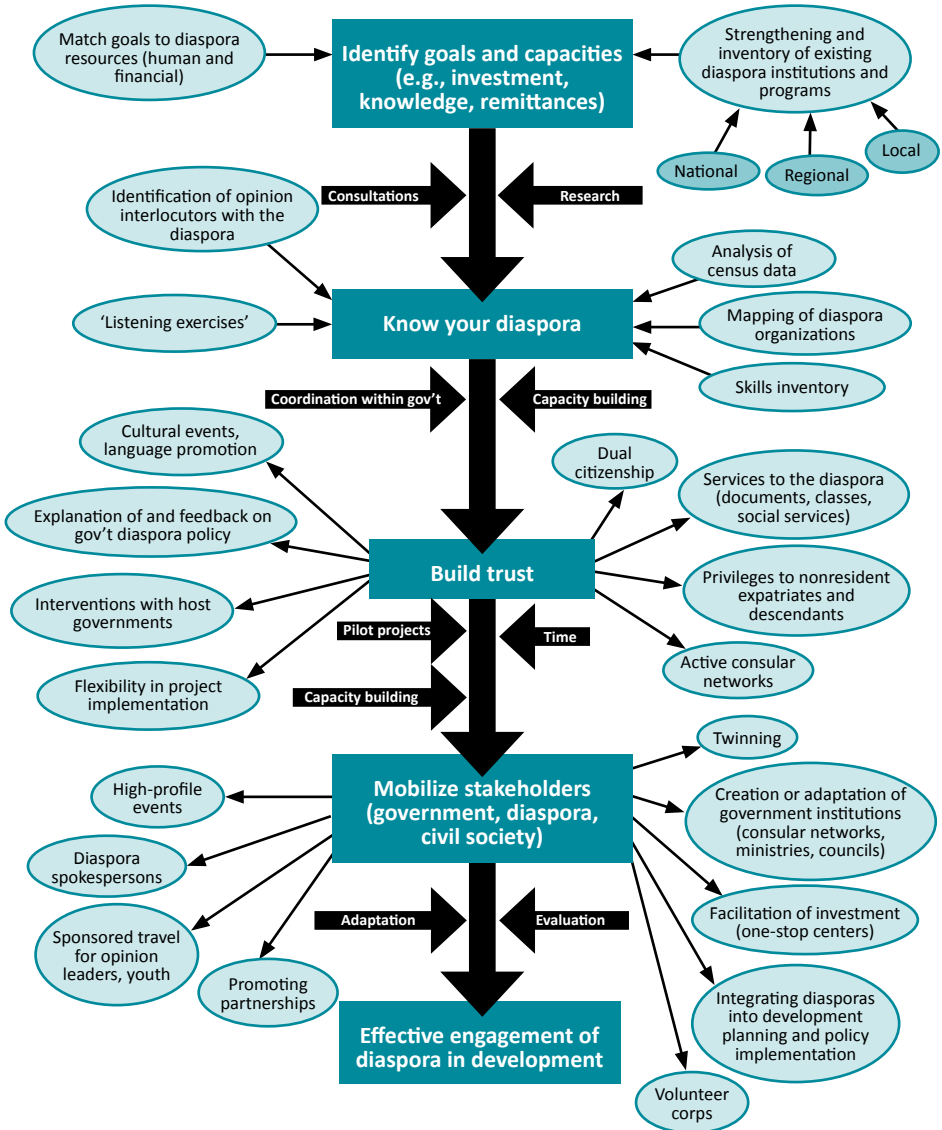 Match goals to diaspora
resources (human and
financial)
Identify goals and capacities
(e.g., investment,
knowledge, remittances)
Strengthening and
inventory of existing
diaspora institutions and
programs
National
Regional
Local
Consultations
Research
Identification of opinion
interlocutors with the
diaspora
‘Listening exercises’
Know your diaspora
Analysis of
census data
Mapping of diaspora
organizations
Skills inventory
Coordination within gov’t
Capacity building
Cultural events,
language promotion
Explanation of and feedback on
gov’t diaspora policy
Interventions with host
governments
Flexibility in project
implementation
Build trust
Dual
citizenship
Services to the diaspora
(documents, classes,
social services)
Privileges to nonresident
expatriates and
descendants
Active consular
networks
Pilot projects
Time
Capacity building
Mobilize stakeholders
(government, diaspora,
civil society)
High-profile
events
Diaspora
spokespersons
Sponsored travel
for opinion
leaders, youth
Promoting
partnerships
Twinning
Creation or adaptation of
government institutions
(consular networks,
ministries, councils)
Facilitation of investment
(one-stop centers)
Integrating diasporas
into development
planning and policy
implementation
Volunteer
corps
Adaptation
Evaluation
Effective engagement of
diaspora in development